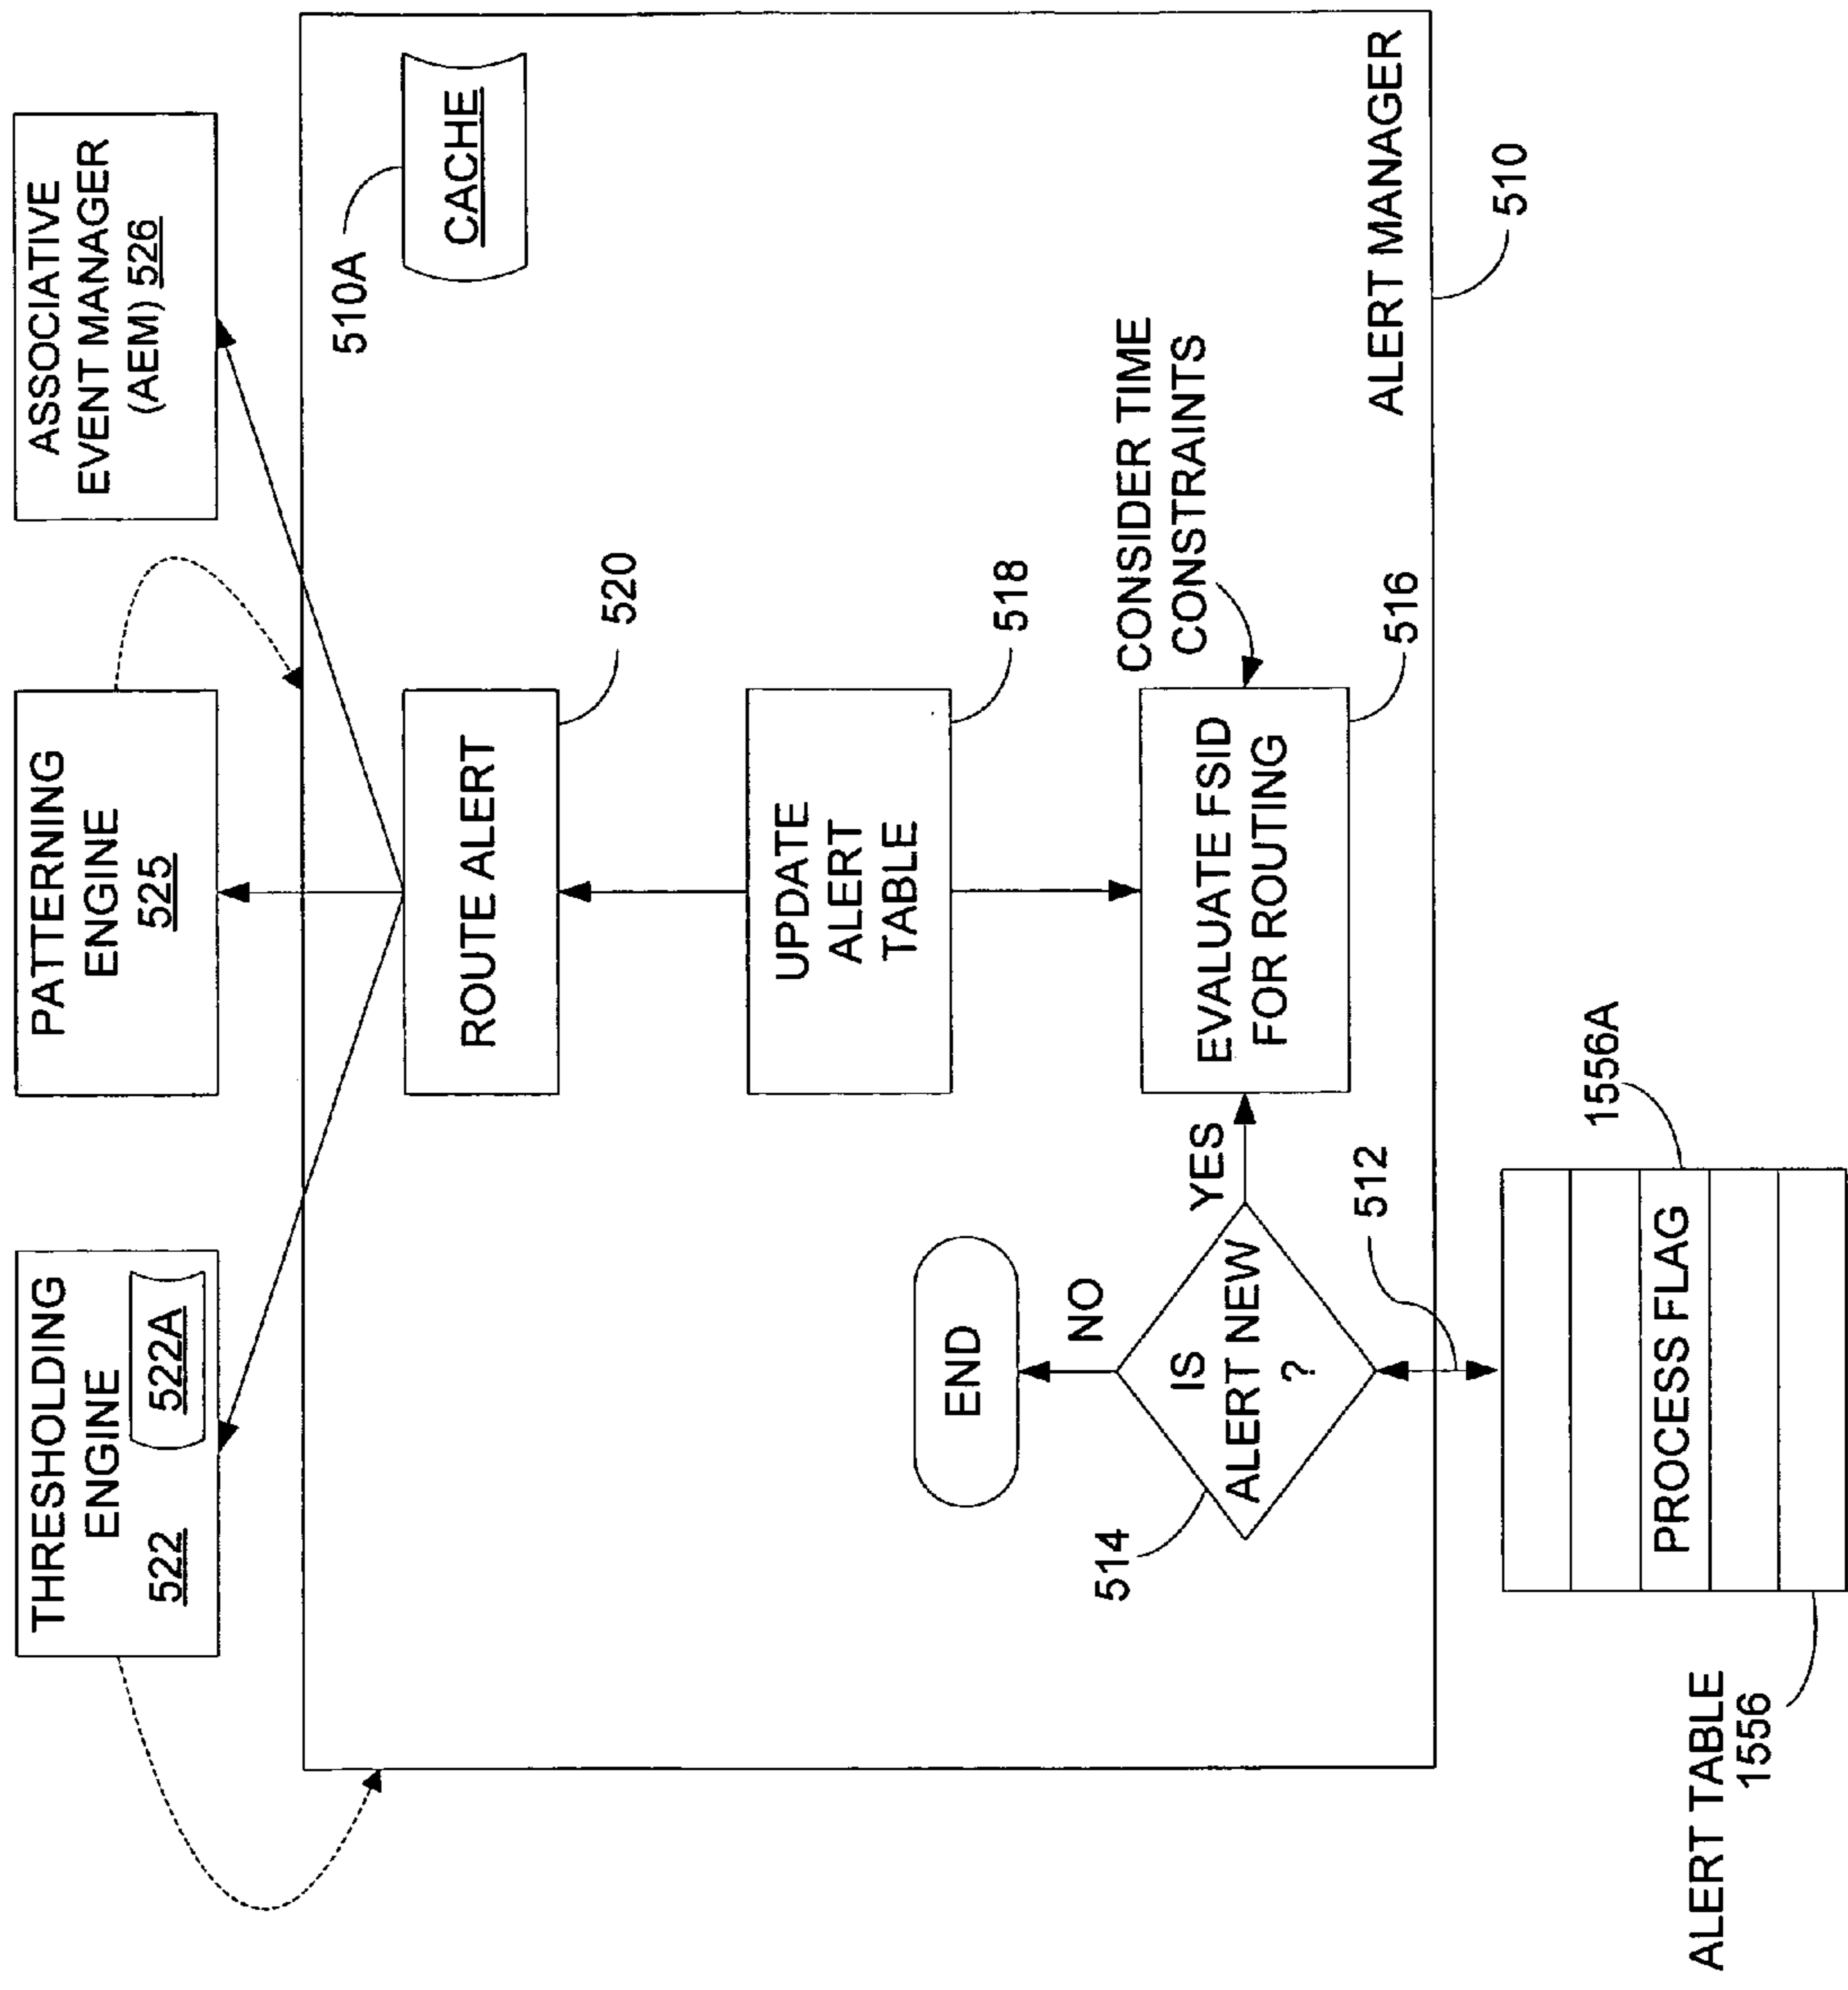 THRESHOLDING
ENGINE
522
522A
PATTERNING
ENGINE
525
ASSOCIATIVE
EVENT MANAGER
(AEM) 526
510A
CACHE
ROUTE ALERT
520
UPDATE
ALERT
TABLE
518
END
NO
IS
ALERT NEW
?
514
YES
EVALUATE FSID
FOR ROUTING
516
CONSIDER TIME
CONSTRAINTS
ALERT MANAGER
510
512
PROCESS FLAG
1556A
ALERT TABLE
1556